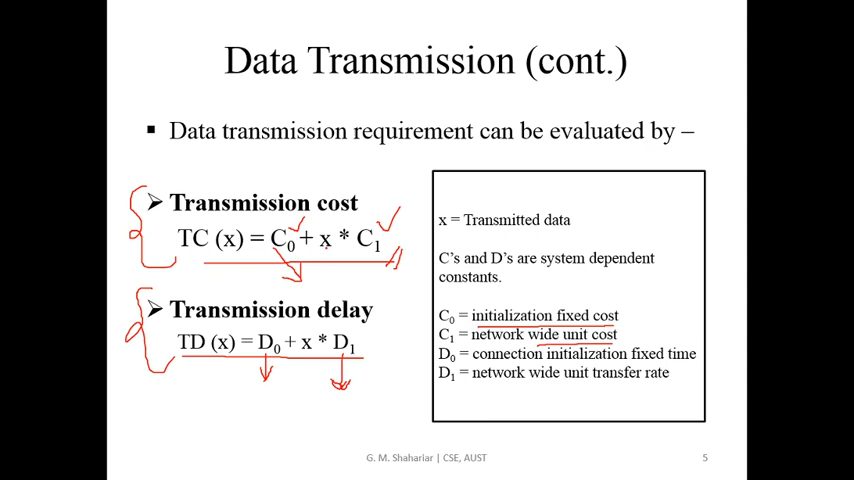 Data Transmission (cont.)
▪ Data transmission requirement can be evaluated by –
➢ Transmission cost
TC (x) = C₀ + x * C₁
➢ Transmission delay
TD (x) = D₀ + x * D₁
x = Transmitted data
C's and D's are system dependent
constants.
C₀ = initialization fixed cost
C₁ = network wide unit cost
D₀ = connection initialization fixed time
D₁ = network wide unit transfer rate
G. M. Shahariar | CSE, AUST
5